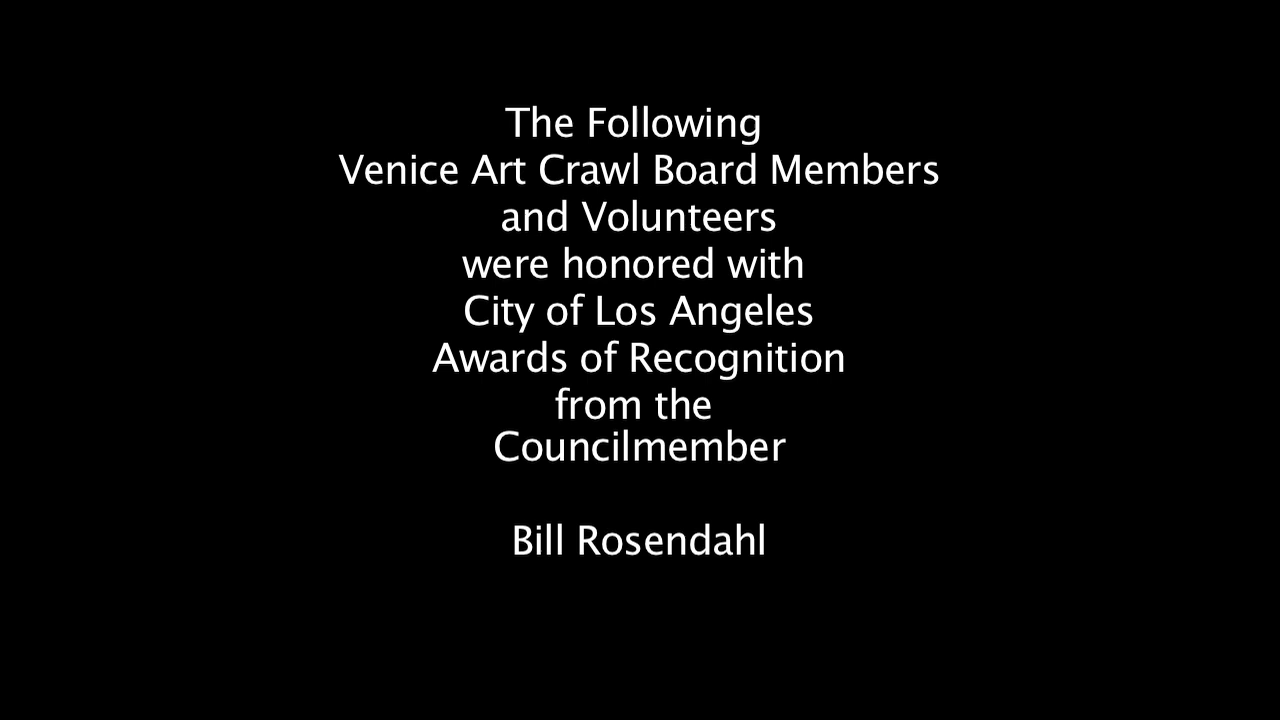 The Following
Venice Art Crawl Board Members
and Volunteers
were honored with
City of Los Angeles
Awards of Recognition
from the
Councilmember
Bill Rosendahl